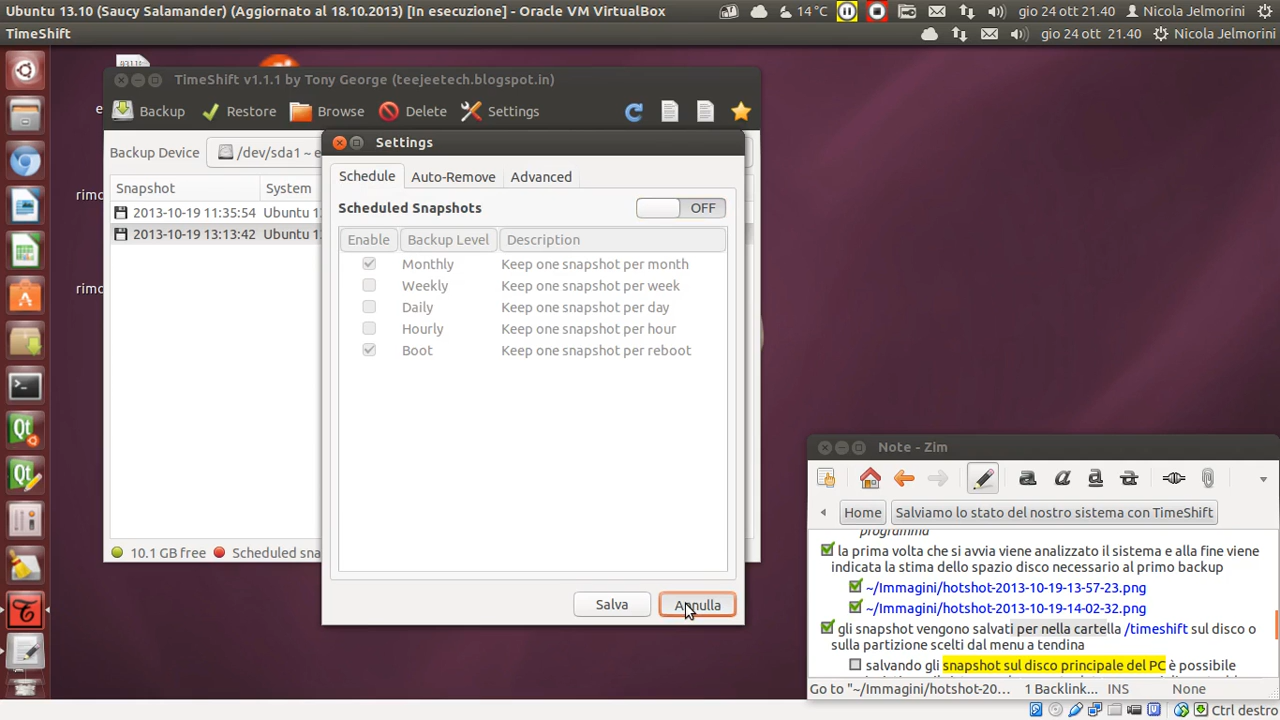 Ubuntu 13.10 (Saucy Salamander) (Aggiornato al 18.10.2013) [In esecuzione] - Oracle VM VirtualBox
14 °C
gio 24 ott 21.40
Nicola Jelmorini
TimeShift
gio 24 ott 21.40
Nicola Jelmorini
TimeShift v1.1.1 by Tony George (teejeetech.blogspot.in)
Backup Restore Browse Delete Settings
Backup Device /dev/sda1 ~ e
Snapshot System
2013-10-19 11:35:54 Ubuntu 1
2013-10-19 13:13:42 Ubuntu 1
rimo
rimo
10.1 GB free Scheduled sna
Settings
Schedule Auto-Remove Advanced
Scheduled Snapshots OFF
Enable Backup Level Description
Monthly Keep one snapshot per month
Weekly Keep one snapshot per week
Daily Keep one snapshot per day
Hourly Keep one snapshot per hour
Boot Keep one snapshot per reboot
Salva Annulla
Note - Zim
Home Salviamo lo stato del nostro sistema con TimeShift
programma
la prima volta che si avvia viene analizzato il sistema e alla fine viene
indicata la stima dello spazio disco necessario al primo backup
~/Immagini/hotshot-2013-10-19-13-57-23.png
~/Immagini/hotshot-2013-10-19-14-02-32.png
gli snapshot vengono salvati per nella cartella /timeshift sul disco o
sulla partizione scelti dal menu a tendina
salvando gli snapshot sul disco principale del PC è possibile
Go to "~/Immagini/hotshot-20... 1 Backlink... INS None
Ctrl destro